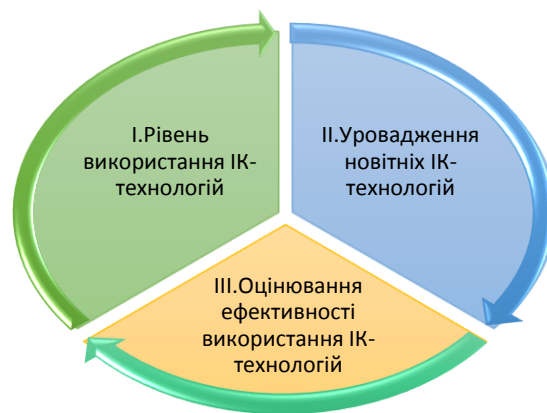 І.Рівень
використання ІК-
технологій
ІІ.Уровадження
новітніх ІК-
технологій
ІІІ.Оцінювання
ефективності
використання ІК-
технологій